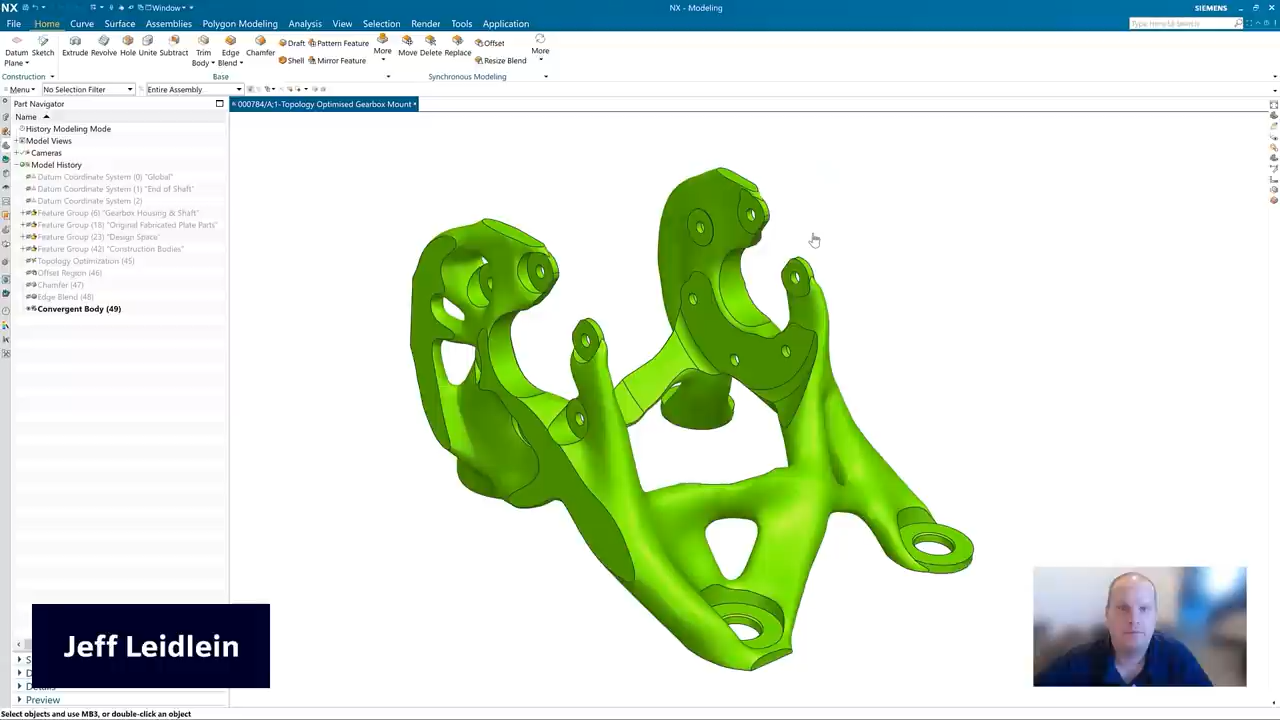 NX Window NX - Modeling SIEMENS
File Home Curve Surface Assemblies Polygon Modeling Analysis View Selection Render Tools Application
Datum Plane Sketch Extrude Revolve Hole Unite Subtract Trim Body Edge Blend Chamfer Draft Pattern Feature Shell Mirror Feature More Move Delete Replace Offset Resize Blend More
Construction Base Synchronous Modeling
Menu No Selection Filter Entire Assembly
Part Navigator 000784/A;1-Topology Optimised Gearbox Mount
Name
History Modeling Mode
Model Views
Cameras
Model History
Datum Coordinate System (0) "Global"
Datum Coordinate System (1) "End of Shaft"
Datum Coordinate System (2)
Feature Group (6) "Gearbox Housing & Shaft"
Feature Group (18) "Original Fabricated Plate Parts"
Feature Group (23) "Design Space"
Feature Group (42) "Construction Bodies"
Topology Optimization (45)
Offset Region (46)
Chamfer (47)
Edge Blend (48)
Convergent Body (49)
Jeff Leidlein
Preview
Select objects and use MB3, or double-click an object